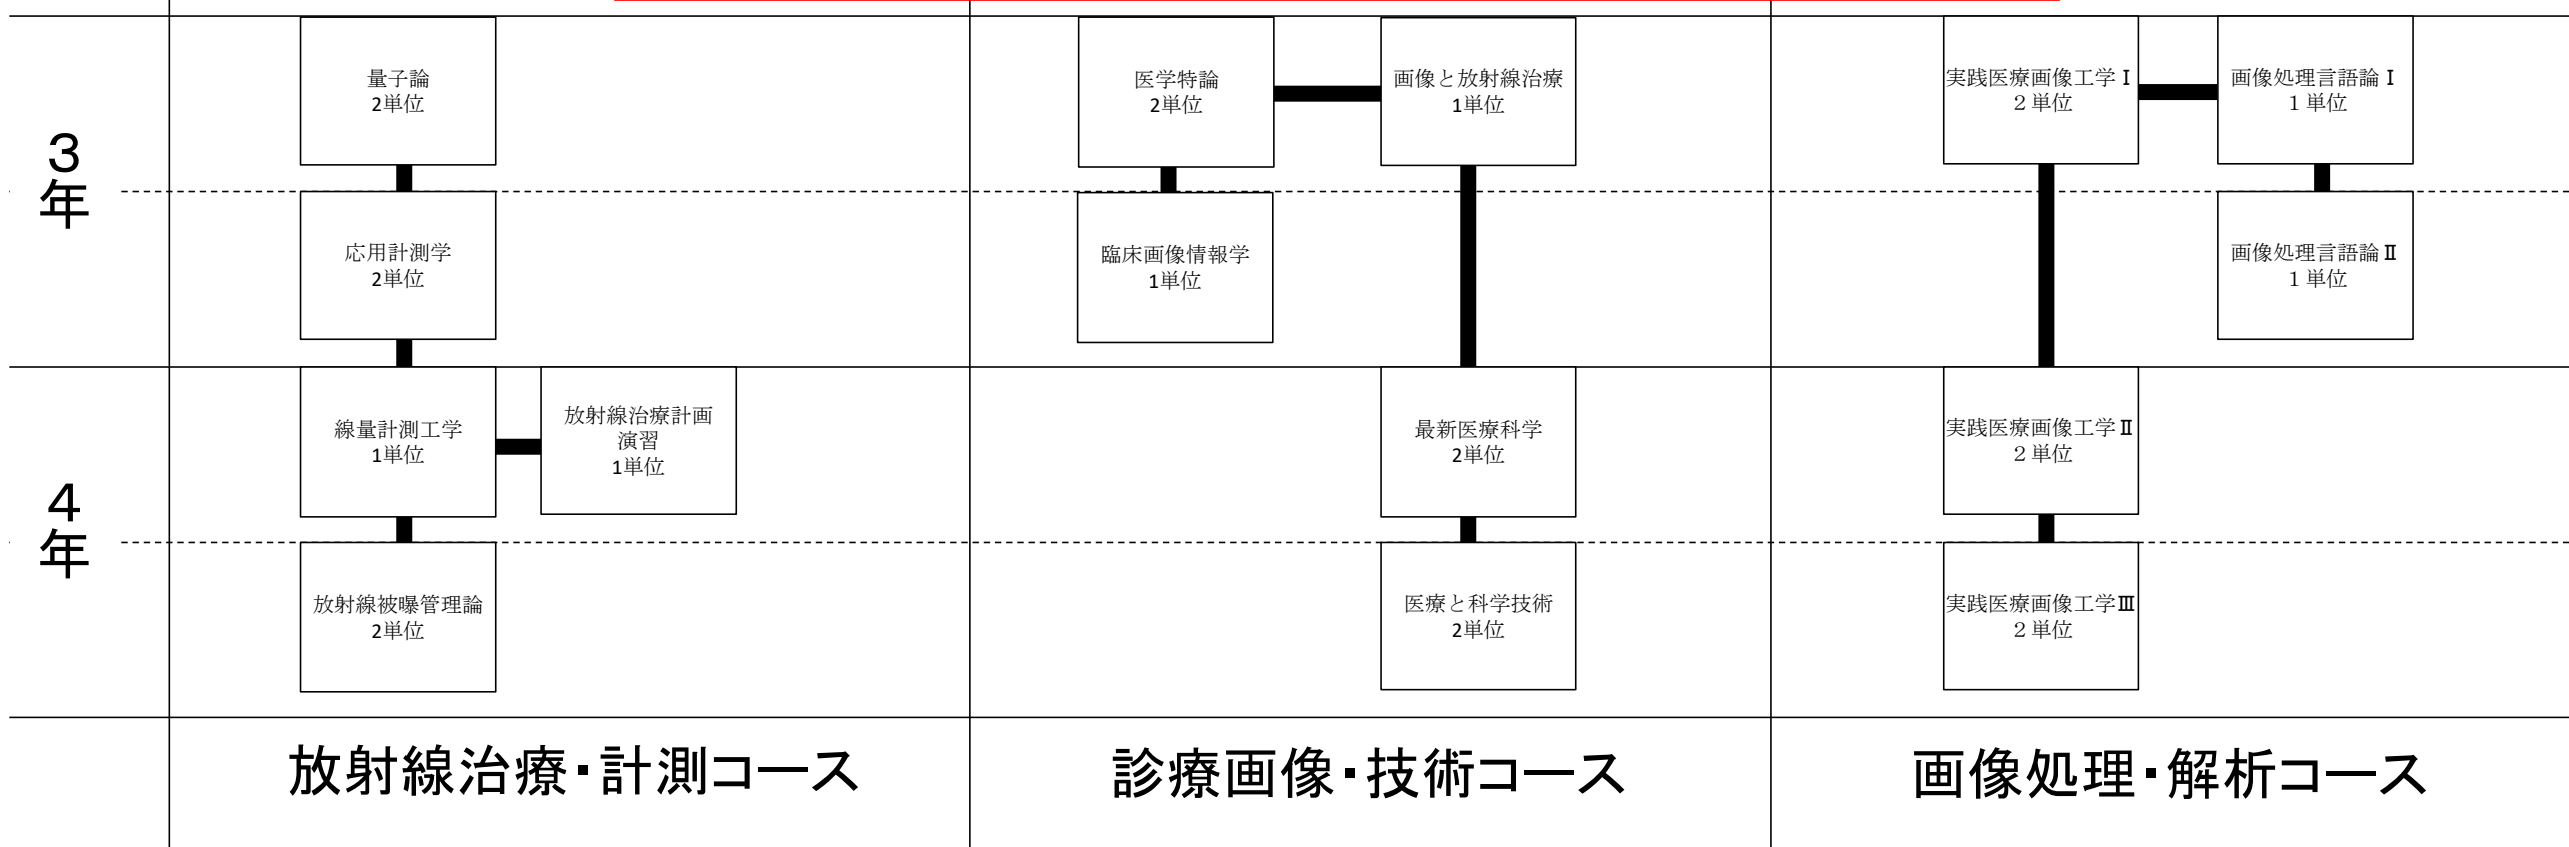 3
年
量子論
2単位
医学特論
2単位
画像と放射線治療
1単位
実践医療画像工学Ⅰ
２単位
画像処理言語論Ⅰ
１単位
応用計測学
2単位
臨床画像情報学
1単位
画像処理言語論Ⅱ
１単位
4
年
線量計測工学
1単位
放射線治療計画
演習
1単位
最新医療科学
2単位
実践医療画像工学Ⅱ
２単位
放射線被曝管理論
2単位
医療と科学技術
2単位
実践医療画像工学Ⅲ
２単位
放射線治療・計測コース
診療画像・技術コース
画像処理・解析コース